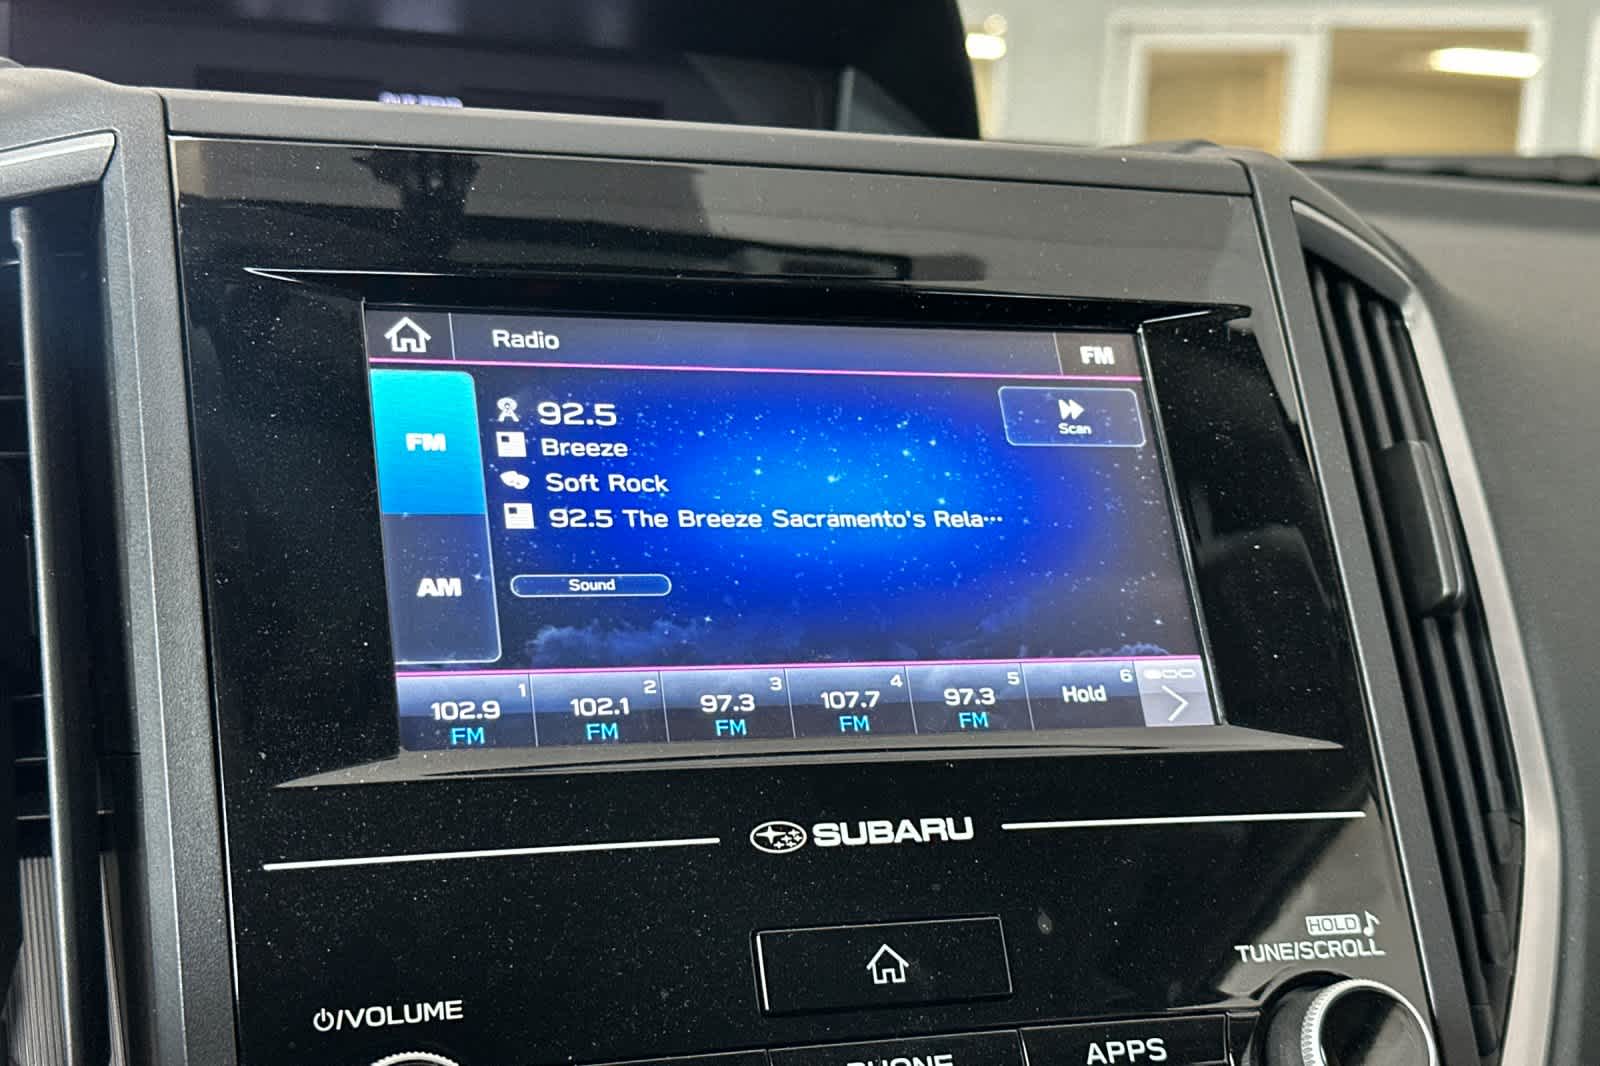 Radio
FM
FM
92.5
Scan
Breeze
Soft Rock
92.5 The Breeze Sacramento's Rela…
AM
Sound
1
102.9
FM
2
102.1
FM
3
97.3
FM
4
107.7
FM
5
97.3
FM
6
Hold
SUBARU
HOLD
TUNE/SCROLL
/VOLUME
PHONE
APPS